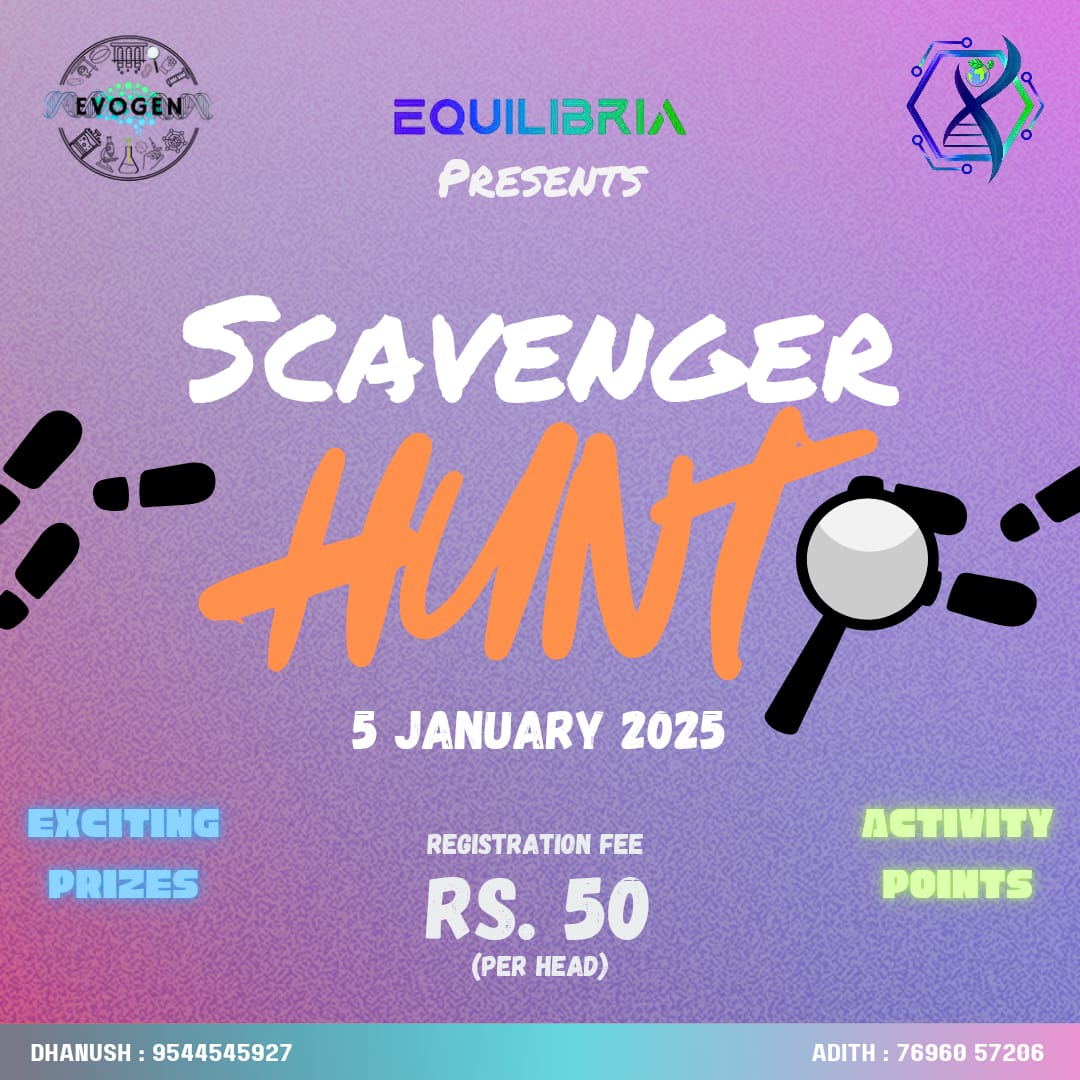 EVOGEN
EQUILIBRIA
PRESENTS
SCAVENGER
HUNT
5 JANUARY 2025
EXCITING
PRIZES
REGISTRATION FEE
RS. 50
(PER HEAD)
ACTIVITY
POINTS
DHANUSH : 9544545927
ADITH : 76960 57206